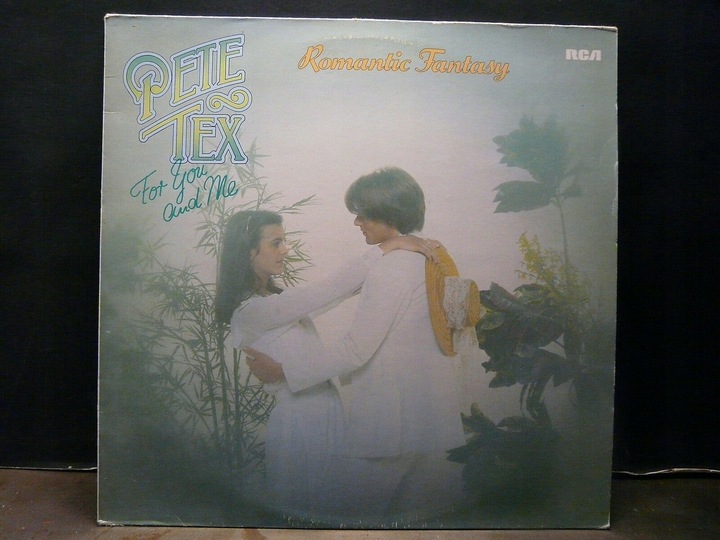 PETE
TEX
For You
and Me
Romantic Fantasy
RCA